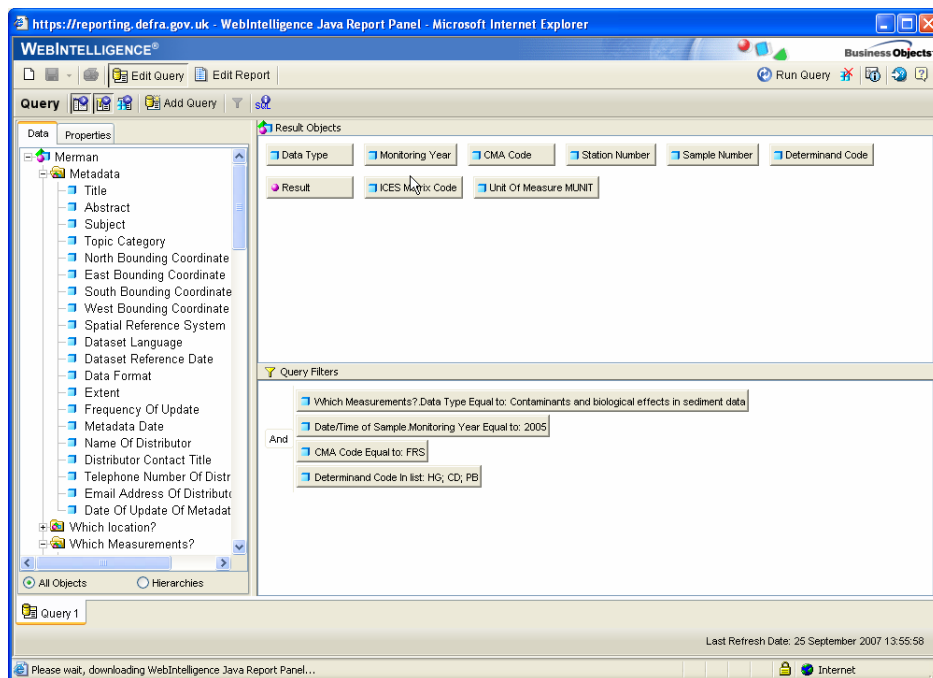 https://reporting.defra.gov.uk - WebIntelligence Java Report Panel - Microsoft Internet Explorer
WEBINTELLIGENCE®
Business Objects
Edit Query Edit Report Run Query
Query Add Query SQL
Data Properties
Merman
Metadata
Title
Abstract
Subject
Topic Category
North Bounding Coordinate
East Bounding Coordinate
South Bounding Coordinate
West Bounding Coordinate
Spatial Reference System
Dataset Language
Dataset Reference Date
Data Format
Extent
Frequency Of Update
Metadata Date
Name Of Distributor
Distributor Contact Title
Telephone Number Of Distr
Email Address Of Distribut
Date Of Update Of Metadat
Which location?
Which Measurements?
All Objects Hierarchies
Result Objects
Data Type Monitoring Year CMA Code Station Number Sample Number Determinand Code
Result ICES Matrix Code Unit Of Measure MUNIT
Query Filters
And
Which Measurements?.Data Type Equal to: Contaminants and biological effects in sediment data
Date/Time of Sample.Monitoring Year Equal to: 2005
CMA Code Equal to: FRS
Determinand Code In list: HG; CD; PB
Query 1
Last Refresh Date: 25 September 2007 13:55:58
Please wait, downloading WebIntelligence Java Report Panel... Internet